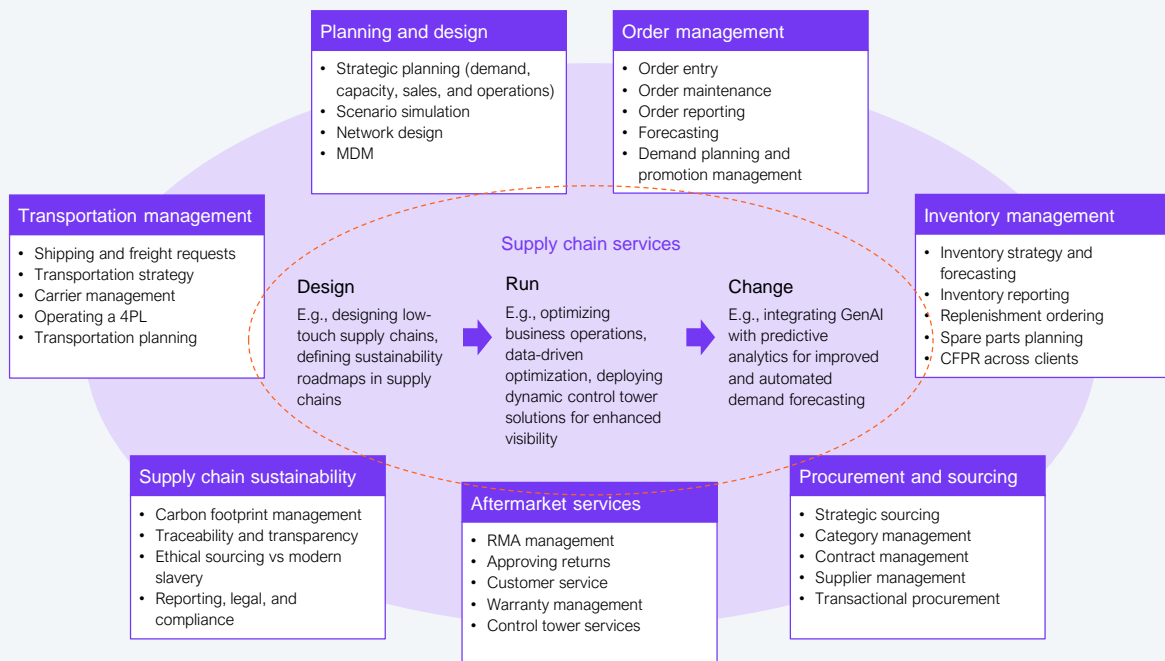 Planning and design
• Strategic planning (demand,
capacity, sales, and operations)
• Scenario simulation
• Network design
• MDM
Order management
• Order entry
• Order maintenance
• Order reporting
• Forecasting
• Demand planning and
promotion management
Transportation management
• Shipping and freight requests
• Transportation strategy
• Carrier management
• Operating a 4PL
• Transportation planning
Supply chain services
Design
E.g., designing low-
touch supply chains,
defining sustainability
roadmaps in supply
chains
Run
E.g., optimizing
business operations,
data-driven
optimization, deploying
dynamic control tower
solutions for enhanced
visibility
Change
E.g., integrating GenAI
with predictive
analytics for improved
and automated
demand forecasting
Inventory management
• Inventory strategy and
forecasting
• Inventory reporting
• Replenishment ordering
• Spare parts planning
• CFPR across clients
Supply chain sustainability
• Carbon footprint management
• Traceability and transparency
• Ethical sourcing vs modern
slavery
• Reporting, legal, and
compliance
Aftermarket services
• RMA management
• Approving returns
• Customer service
• Warranty management
• Control tower services
Procurement and sourcing
• Strategic sourcing
• Category management
• Contract management
• Supplier management
• Transactional procurement